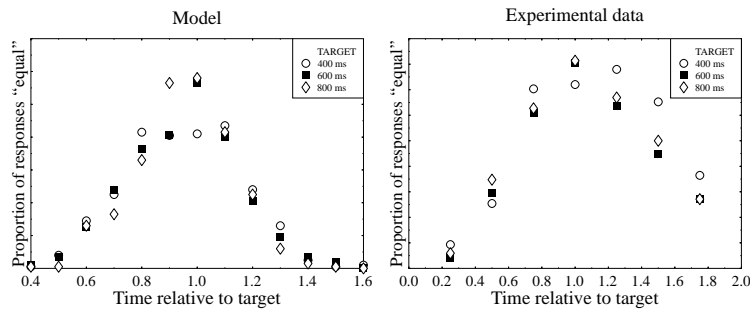 Model
Proportion of responses “equal”
TARGET
400 ms
600 ms
800 ms
0.4 0.6 0.8 1.0 1.2 1.4 1.6
Time relative to target
Experimental data
Proportion of responses “equal”
TARGET
400 ms
600 ms
800 ms
0.0 0.2 0.4 0.6 0.8 1.0 1.2 1.4 1.6 1.8 2.0
Time relative to target